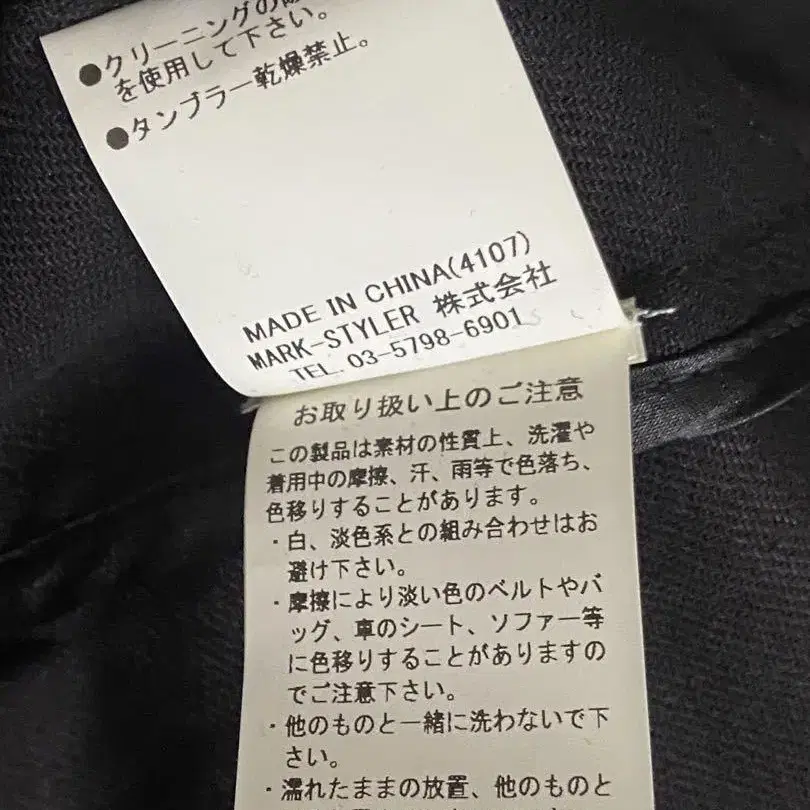 ●クリーニングの
を使用して下さい。
●タンブラー乾燥禁止。
MADE IN CHINA(4107)
MARK-STYLER 株式会社
TEL. 03-5798-6901
お取り扱い上のご注意
この製品は素材の性質上、洗濯や
着用中の摩擦、汗、雨等で色落ち、
色移りすることがあります。
・白、淡色系との組み合わせはお
避け下さい。
・摩擦により淡い色のベルトやバ
ッグ、車のシート、ソファー等
に色移りすることがありますの
でご注意下さい。
・他のものと一緒に洗わないで下
さい。
・濡れたままの放置、他のものと